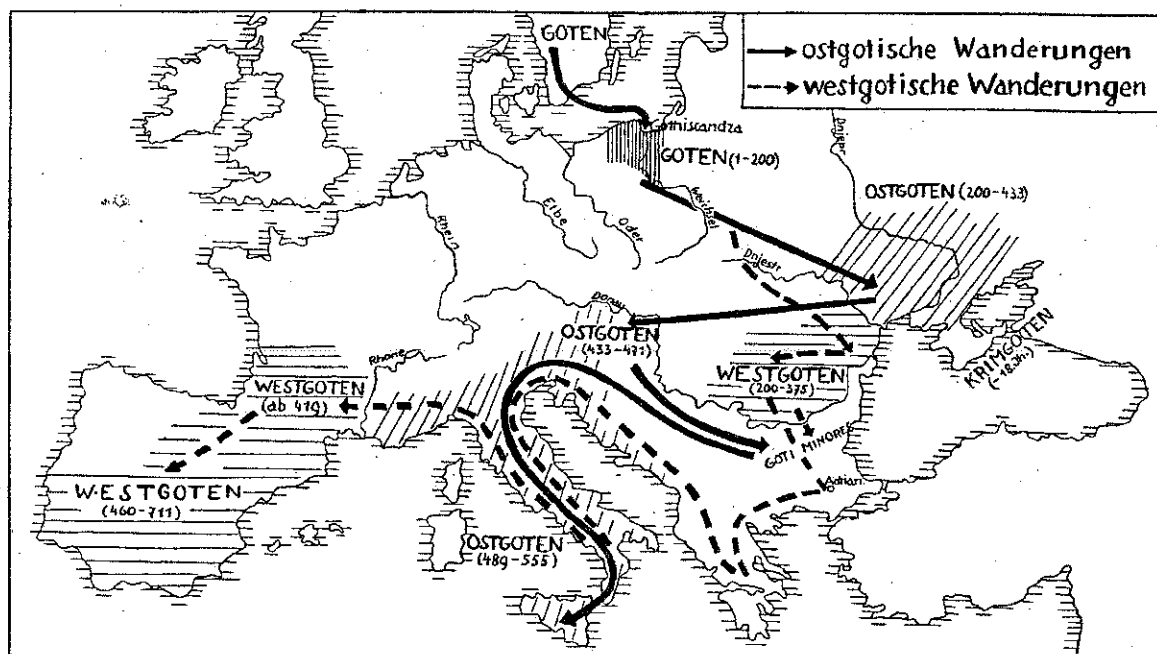 GOTEN
ostgotische Wanderungen
westgotische Wanderungen
Gothiscandza
GOTEN (1-200)
Dnjepr
OSTGOTEN (200-433)
Weichsel
Rhein
Elbe
Oder
Dnjestr
Donau
OSTGOTEN
(433-471)
KRIMGOTEN
(-18.Jh.)
Rhone
WESTGOTEN
(ab 419)
WESTGOTEN
(200-375)
GOTI MINORES
Adrian.
WESTGOTEN
(460-711)
OSTGOTEN
(489-555)